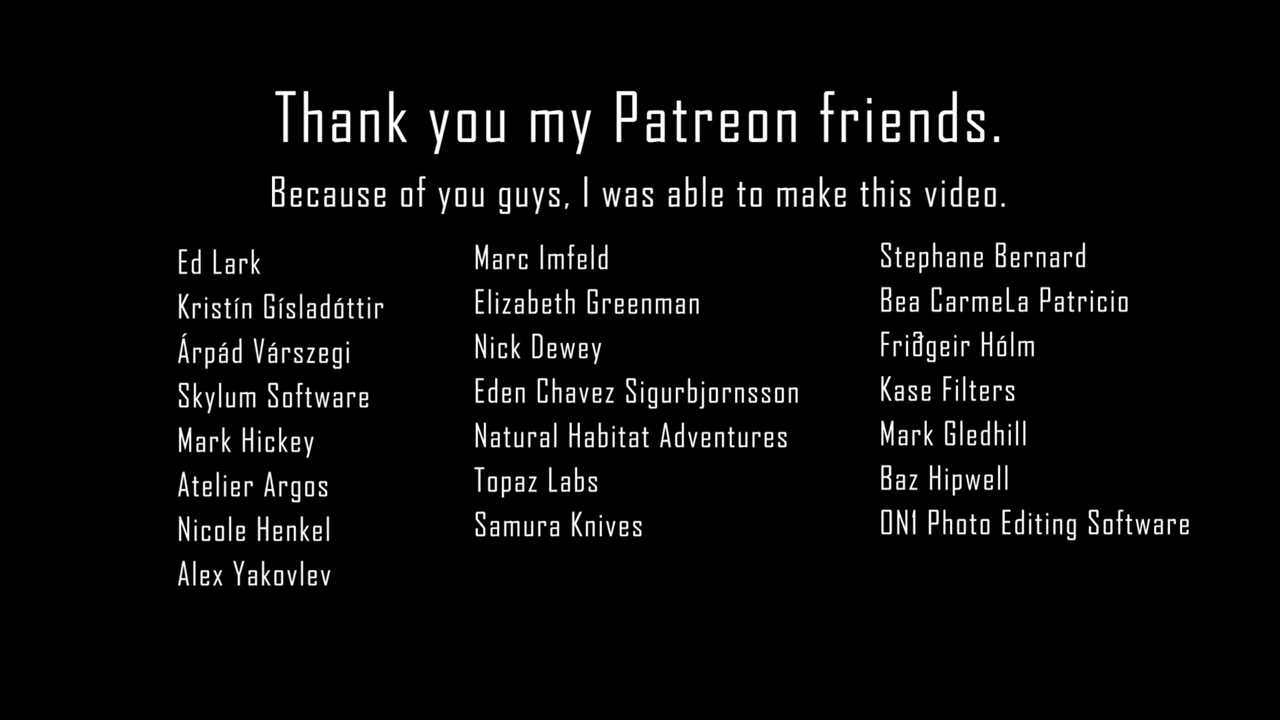 Thank you my Patreon friends.
Because of you guys, I was able to make this video.
Ed Lark
Kristín Gísladóttir
Árpád Várszegi
Skylum Software
Mark Hickey
Atelier Argos
Nicole Henkel
Alex Yakovlev
Marc Imfeld
Elizabeth Greenman
Nick Dewey
Eden Chavez Sigurbjornsson
Natural Habitat Adventures
Topaz Labs
Samura Knives
Stephane Bernard
Bea CarmeLa Patricio
Friðgeir Hólm
Kase Filters
Mark Gledhill
Baz Hipwell
ON1 Photo Editing Software